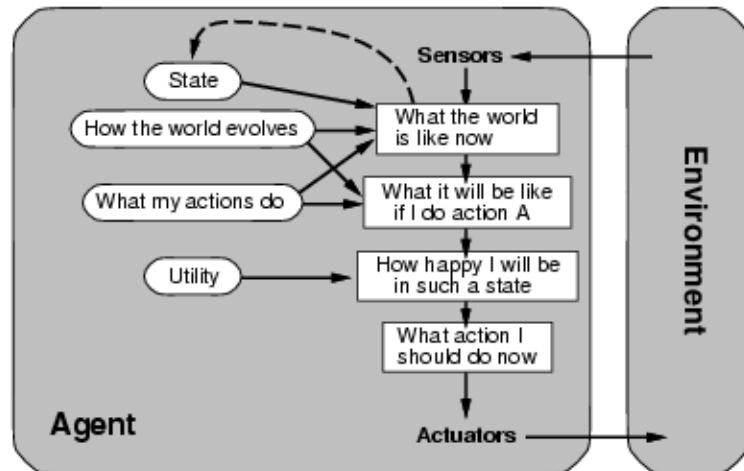 Sensors
State
What the world
is like now
How the world evolves
What it will be like
if I do action A
What my actions do
How happy I will be
in such a state
Utility
What action I
should do now
Agent
Actuators
Environment